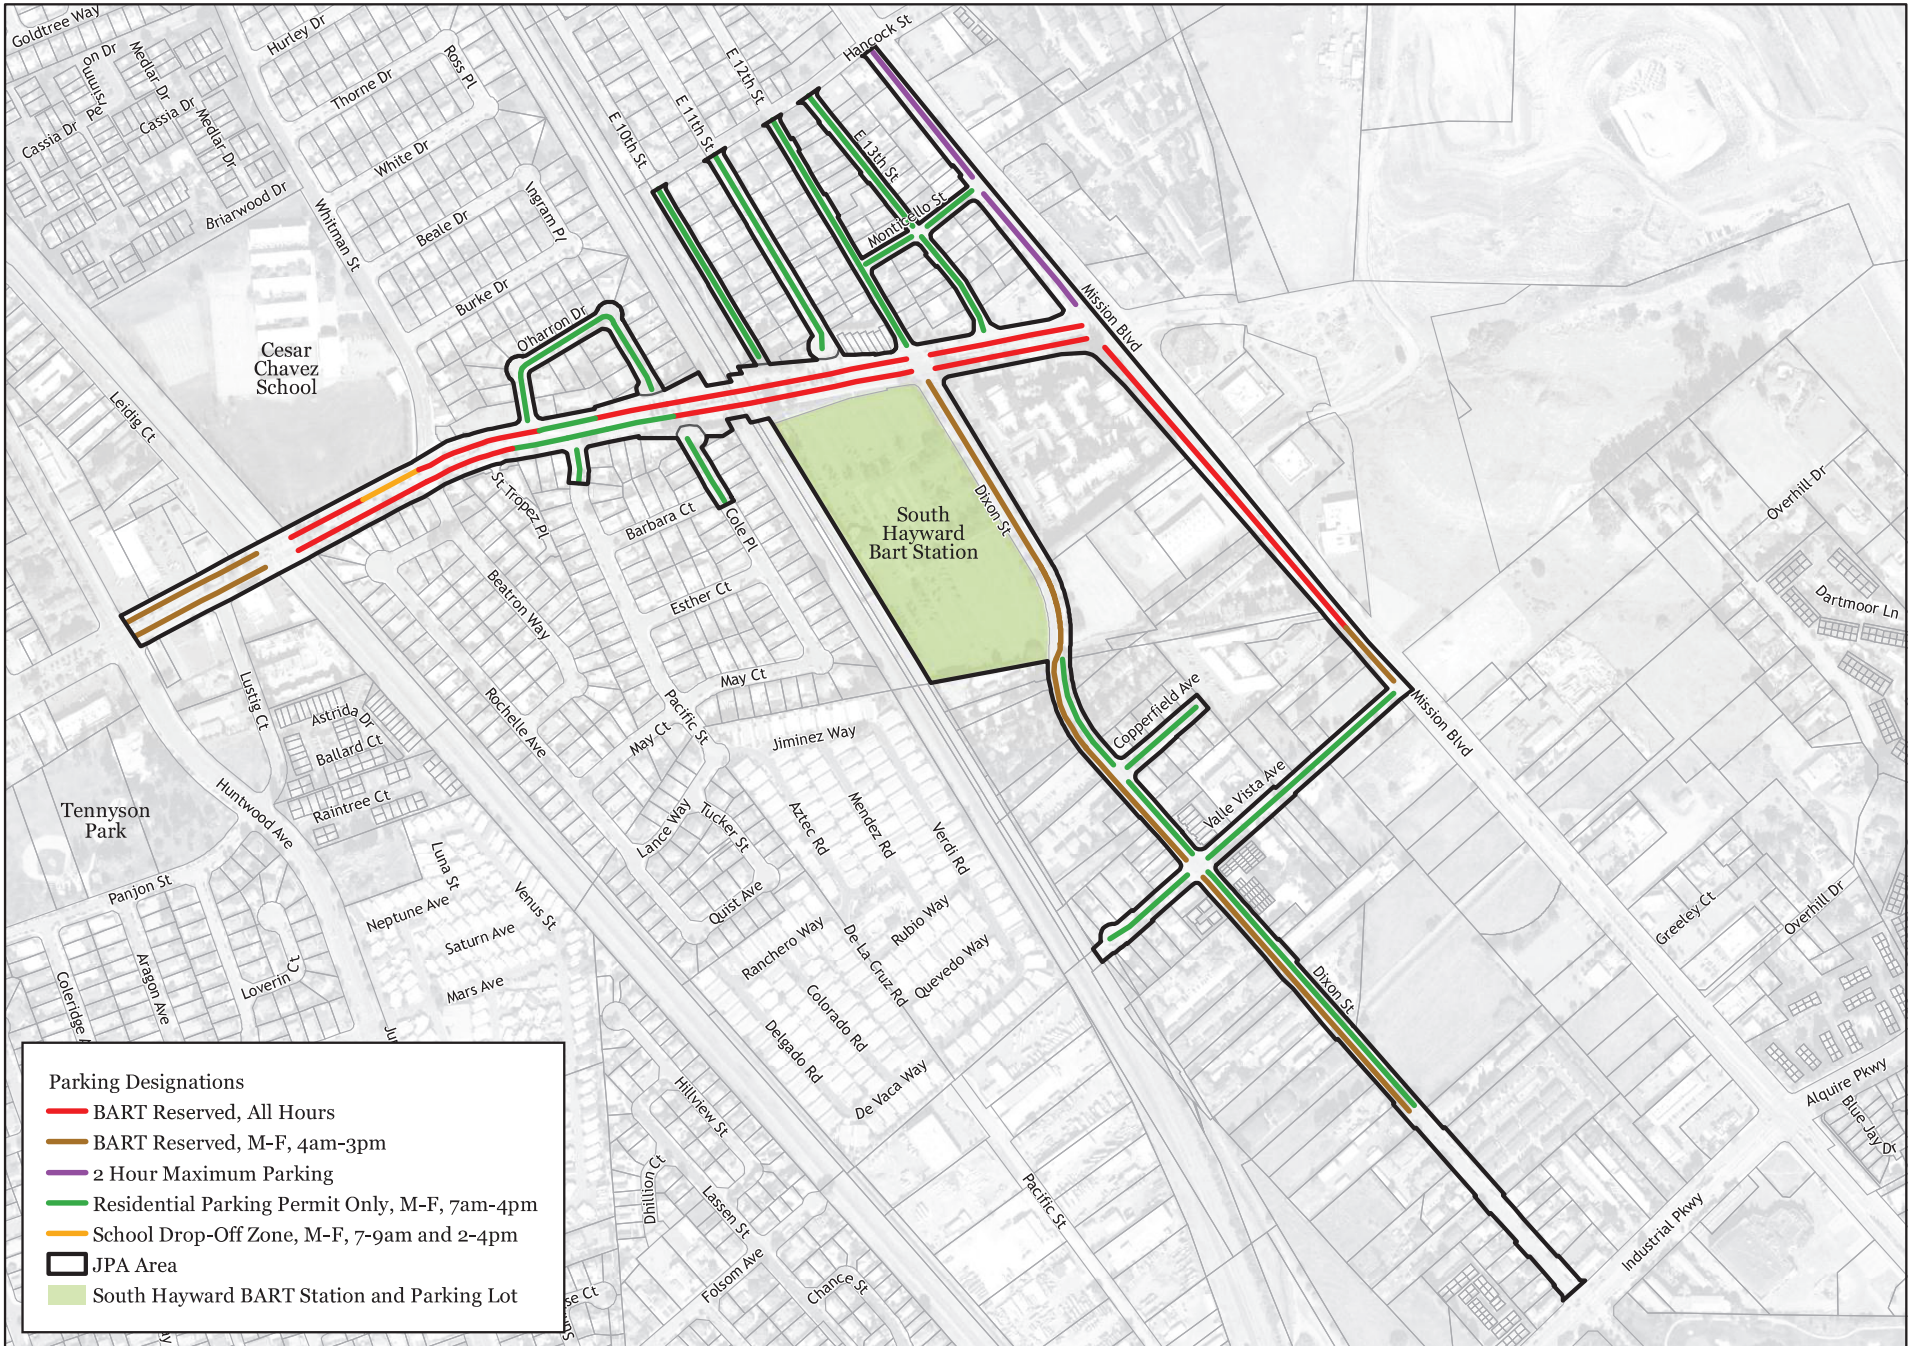 Goldtree Way
Hurley Dr
Ross Pl
Thorne Dr
Medlar Dr
on Dr
Persimm
Cassia Dr
Cassia Dr
Medlar Dr
White Dr
Briarwood Dr
Whitman St
Ingram Pl
Beale Dr
Burke Dr
O'harron Dr
E 10th St
E 11th St
E 12th St
E 13th St
Hancock St
Monticello St
Mission Blvd
Cesar
Chavez
School
Leidig Ct
St Tropez Pl
Barbara Ct
Cole Pl
South
Hayward
Bart Station
Dixon St
Overhill Dr
Dartmoor Ln
Beatron Way
Esther Ct
May Ct
Pacific St
May Ct
Jiminez Way
Rochelle Ave
Lustig Ct
Astrida Dr
Ballard Ct
Raintree Ct
Huntwood Ave
Tennyson
Park
Copperfield Ave
Mission Blvd
Valle Vista Ave
Lance Way
Tucker St
Aztec Rd
Mendez Rd
Verdi Rd
Quist Ave
Panjon St
Luna St
Neptune Ave
Venus St
Saturn Ave
Mars Ave
Loverin Ct
Aragon Ave
Coleridge A
Jur
Ranchero Way
De La Cruz Rd
Rubio Way
Quevedo Way
Colorado Rd
Delgado Rd
De Vaca Way
Greeley Ct
Overhill Dr
Dixon St
Alquire Pkwy
Blue Jay Dr
Dr
Industrial Pkwy
Pacific St
Hillview St
Dhillion Ct
Lassen St
Folsom Ave
Chance St
se Ct
Parking Designations
BART Reserved, All Hours
BART Reserved, M-F, 4am-3pm
2 Hour Maximum Parking
Residential Parking Permit Only, M-F, 7am-4pm
School Drop-Off Zone, M-F, 7-9am and 2-4pm
JPA Area
South Hayward BART Station and Parking Lot